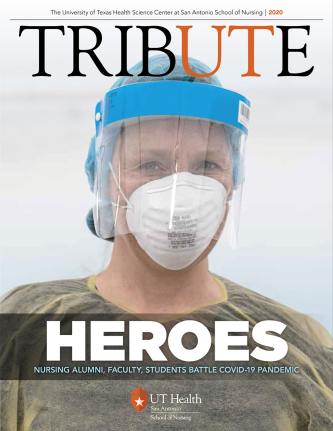 The University of Texas Health Science Center at San Antonio School of Nursing | 2020
TRIBUTE
HEROES
NURSING ALUMNI, FACULTY, STUDENTS BATTLE COVID-19 PANDEMIC
UT Health
San Antonio
School of Nursing